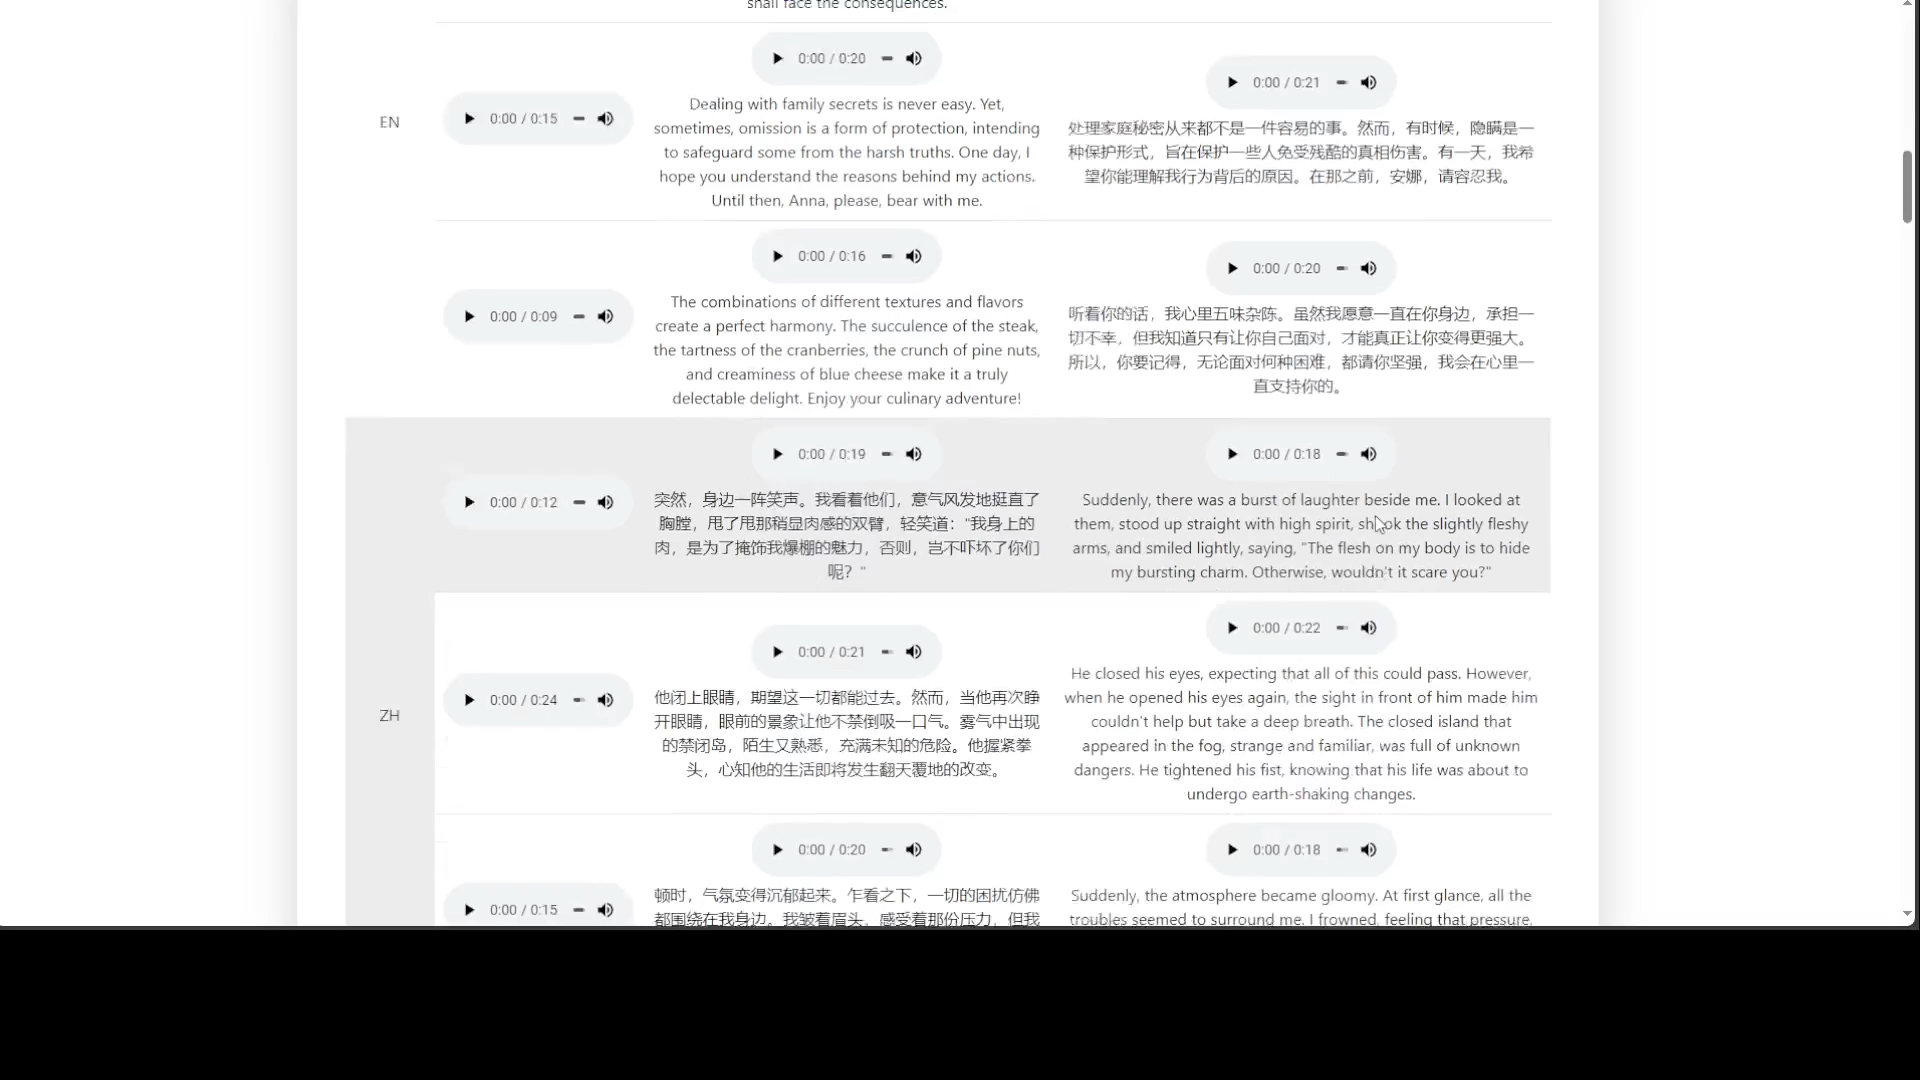 shall face the consequences.
0:00 / 0:20
0:00 / 0:21
EN
0:00 / 0:15
Dealing with family secrets is never easy. Yet,
sometimes, omission is a form of protection, intending
to safeguard some from the harsh truths. One day, I
hope you understand the reasons behind my actions.
Until then, Anna, please, bear with me.
处理家庭秘密从来都不是一件容易的事。然而，有时候，隐瞒是一
种保护形式，旨在保护一些人免受残酷的真相伤害。有一天，我希
望你能理解我行为背后的原因。在那之前，安娜，请容忍我。
0:00 / 0:16
0:00 / 0:20
0:00 / 0:09
The combinations of different textures and flavors
create a perfect harmony. The succulence of the steak,
the tartness of the cranberries, the crunch of pine nuts,
and creaminess of blue cheese make it a truly
delectable delight. Enjoy your culinary adventure!
听着你的话，我心里五味杂陈。虽然我愿意一直在你身边，承担一
切不幸，但我知道只有让你自己面对，才能真正让你变得更强大。
所以，你要记得，无论面对何种困难，都请你坚强，我会在心里一
直支持你的。
0:00 / 0:19
0:00 / 0:18
0:00 / 0:12
突然，身边一阵笑声。我看着他们，意气风发地挺直了
胸膛，甩了甩那稍显肉感的双臂，轻笑道："我身上的
肉，是为了掩饰我爆棚的魅力，否则，岂不吓坏了你们
呢？"
Suddenly, there was a burst of laughter beside me. I looked at
them, stood up straight with high spirit, shook the slightly fleshy
arms, and smiled lightly, saying, "The flesh on my body is to hide
my bursting charm. Otherwise, wouldn't it scare you?"
ZH
0:00 / 0:21
0:00 / 0:22
0:00 / 0:24
他闭上眼睛，期望这一切都能过去。然而，当他再次睁
开眼睛，眼前的景象让他不禁倒吸一口气。雾气中出现
的禁闭岛，陌生又熟悉，充满未知的危险。他握紧拳
头，心知他的生活即将发生翻天覆地的改变。
He closed his eyes, expecting that all of this could pass. However,
when he opened his eyes again, the sight in front of him made him
couldn't help but take a deep breath. The closed island that
appeared in the fog, strange and familiar, was full of unknown
dangers. He tightened his fist, knowing that his life was about to
undergo earth-shaking changes.
0:00 / 0:20
0:00 / 0:18
0:00 / 0:15
顿时，气氛变得沉郁起来。乍看之下，一切的困扰仿佛
都围绕在我身边。我皱着眉头，感受着那份压力，但我
Suddenly, the atmosphere became gloomy. At first glance, all the
troubles seemed to surround me. I frowned, feeling that pressure,